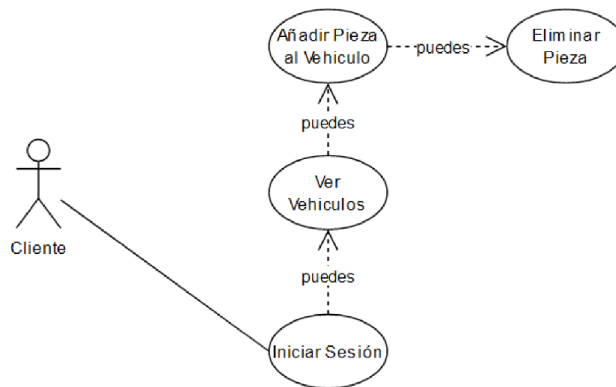 Añadir Pieza
al Vehiculo
puedes
Eliminar
Pieza
puedes
Ver
Vehiculos
Cliente
puedes
Iniciar Sesión